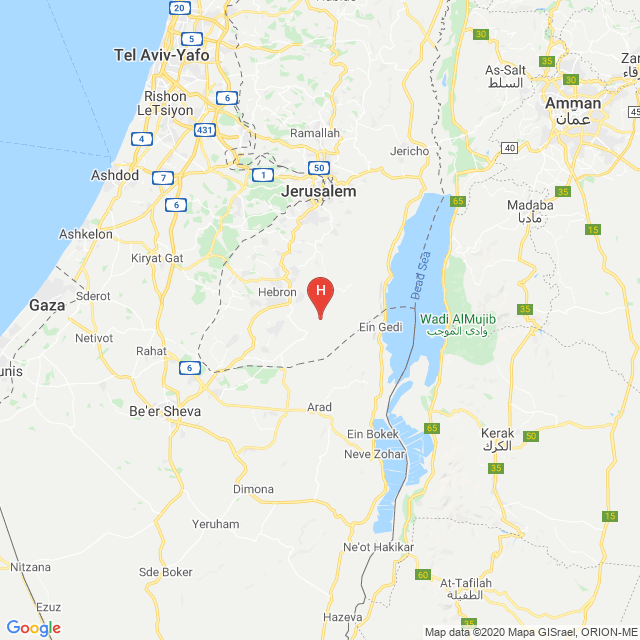 20
30
5
Tel Aviv-Yafo
35
As-Salt
السلط
30
Zar
رقاء
Rishon
LeTsiyon
6
Amman
عمان
45
4
431
Ramallah
40
Jericho
Ashdod
7
1
50
Jerusalem
35
6
65
Madaba
مأدبا
Ashkelon
15
Kiryat Gat
Dead Sea
Gaza
Sderot
Hebron
H
Wadi AlMujib
وادي الموجب
Ein Gedi
Netivot
Rahat
unis
6
Be'er Sheva
Arad
Ein Bokek
65
Kerak
الكرك
50
Neve Zohar
35
Dimona
15
Yeruham
Ne'ot Hakikar
Nitzana
Sde Boker
60
At-Tafilah
الطفيلة
Ezuz
Hazeva
Google
Map data ©2020 Mapa GISrael, ORION-ME